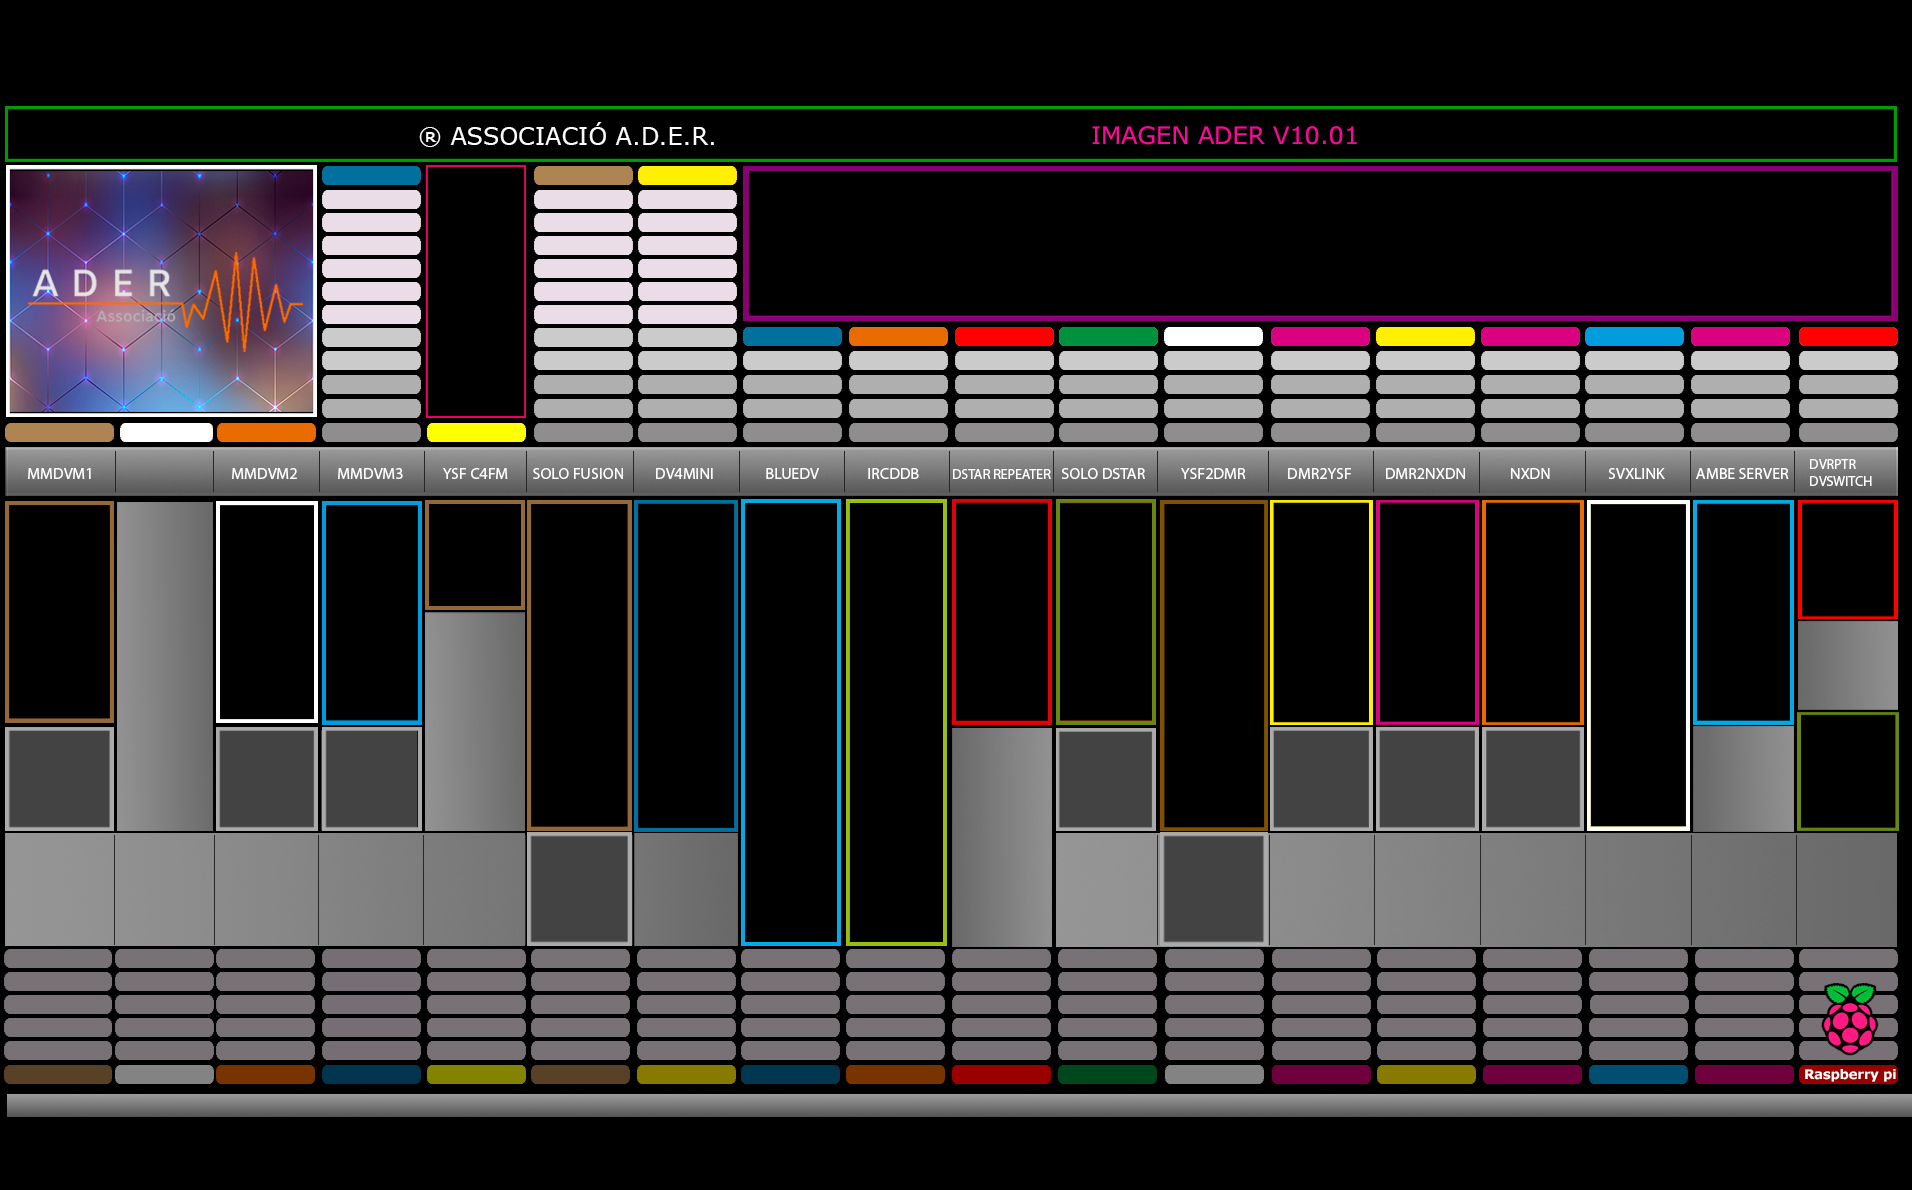 ® ASSOCIACIÓ A.D.E.R.
IMAGEN ADER V10.01
ADER
Associació
MMDVM1
MMDVM2
MMDVM3
YSF C4FM
SOLO FUSION
DV4MINI
BLUEDV
IRCDDB
DSTAR REPEATER
SOLO DSTAR
YSF2DMR
DMR2YSF
DMR2NXDN
NXDN
SVXLINK
AMBE SERVER
DVRPTR
DVSWITCH
Raspberry pi